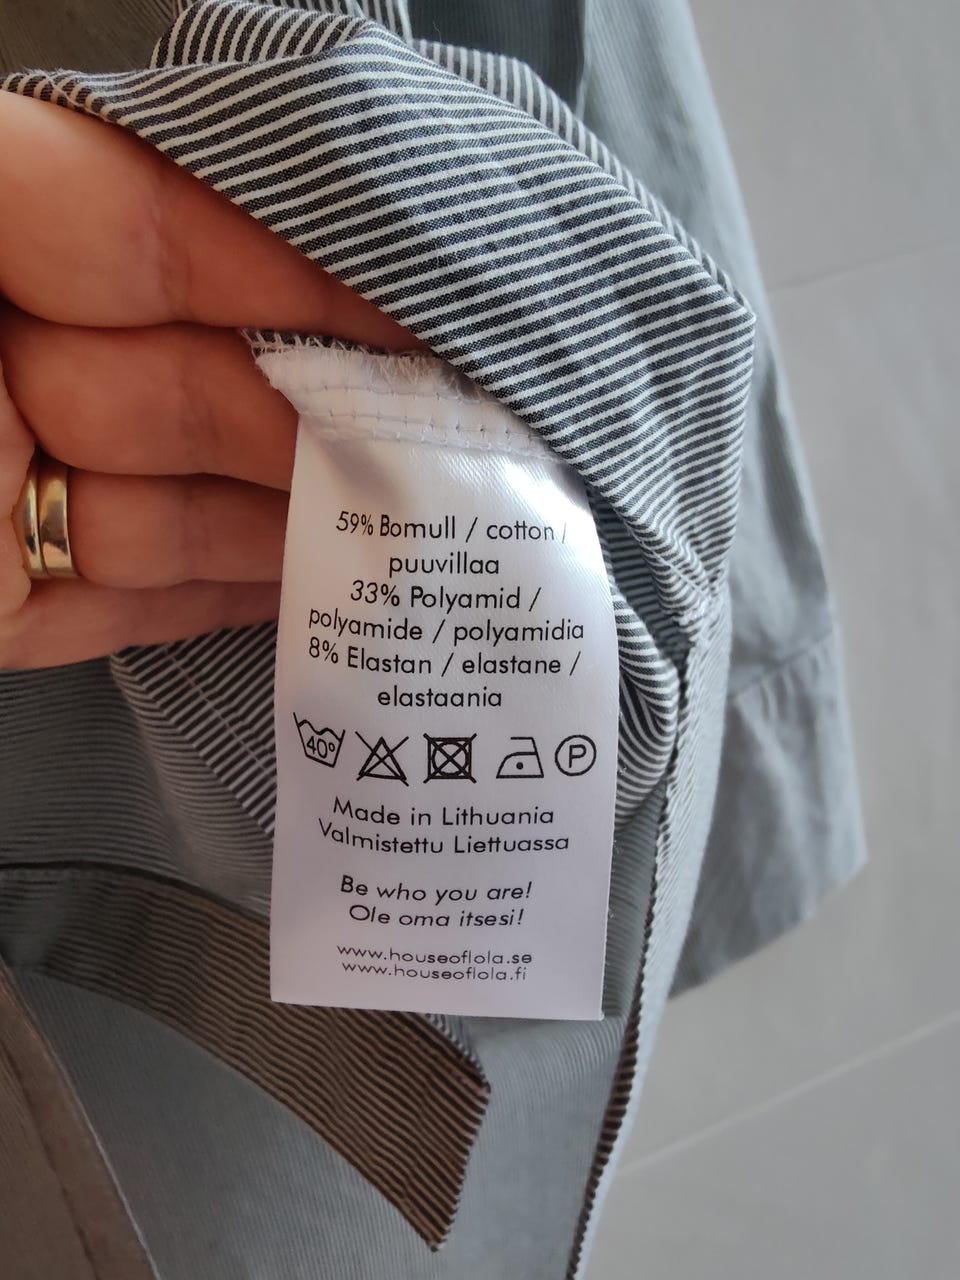 59% Bomull / cotton /
puuvillaa
33% Polyamid /
polyamide / polyamidia
8% Elastan / elastane /
elastaania
40° P
Made in Lithuania
Valmistettu Liettuassa
Be who you are!
Ole oma itsesi!
www.houseoflola.se
www.houseoflola.fi